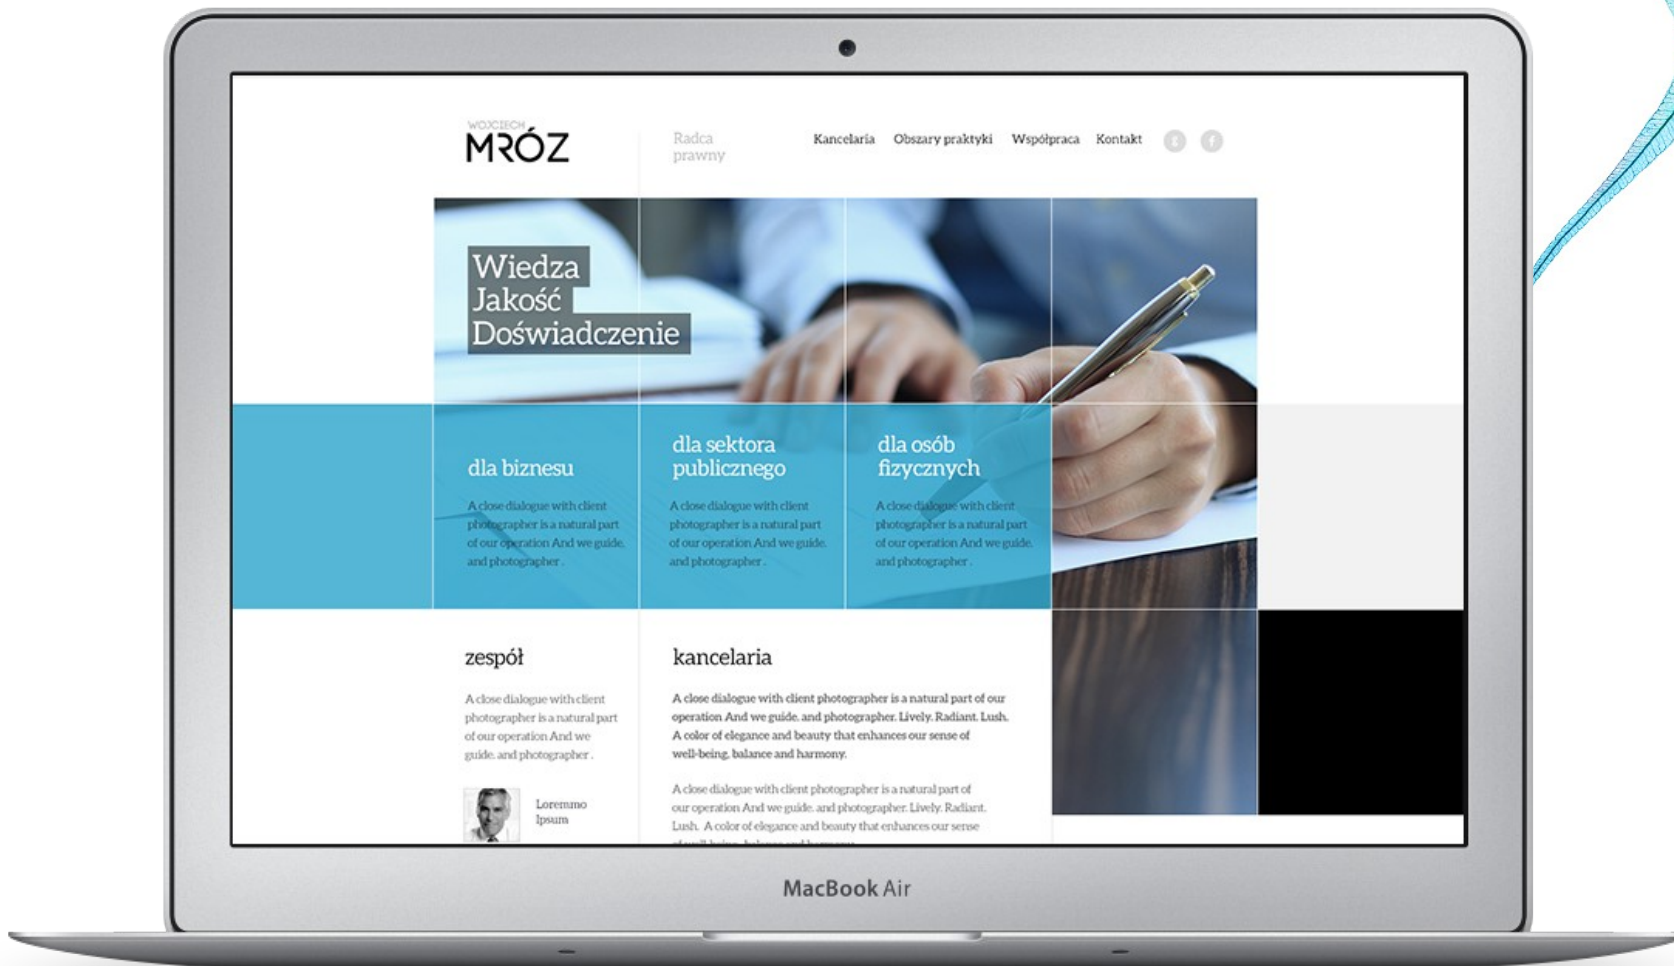 WOJCIECH
MRÓZ
Radca
prawny
Kancelaria Obszary praktyki Współpraca Kontakt
g f
Wiedza
Jakość
Doświadczenie
dla biznesu
A close dialogue with client
photographer is a natural part
of our operation And we guide.
and photographer .
dla sektora
publicznego
A close dialogue with client
photographer is a natural part
of our operation And we guide.
and photographer .
dla osób
fizycznych
A close dialogue with client
photographer is a natural part
of our operation And we guide.
and photographer .
zespół
A close dialogue with client
photographer is a natural part
of our operation And we
guide. and photographer .
Loremmo
Ipsum
kancelaria
A close dialogue with client photographer is a natural part of our
operation And we guide. and photographer. Lively. Radiant. Lush.
A color of elegance and beauty that enhances our sense of
well-being, balance and harmony.
A close dialogue with client photographer is a natural part of
our operation And we guide. and photographer. Lively. Radiant.
Lush. A color of elegance and beauty that enhances our sense
MacBook Air